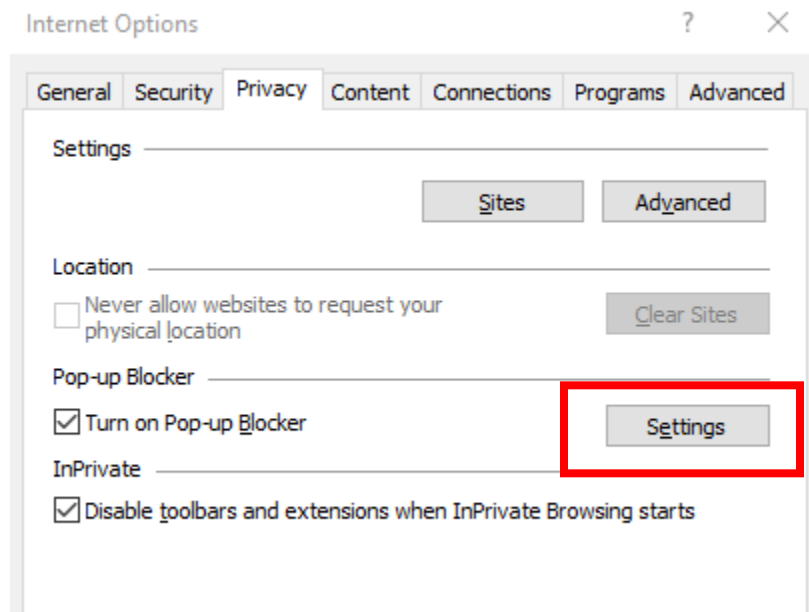 Internet Options ?
General Security Privacy Content Connections Programs Advanced
Settings
Sites Advanced
Location
Never allow websites to request your
physical location
Clear Sites
Pop-up Blocker
Turn on Pop-up Blocker
Settings
InPrivate
Disable toolbars and extensions when InPrivate Browsing starts